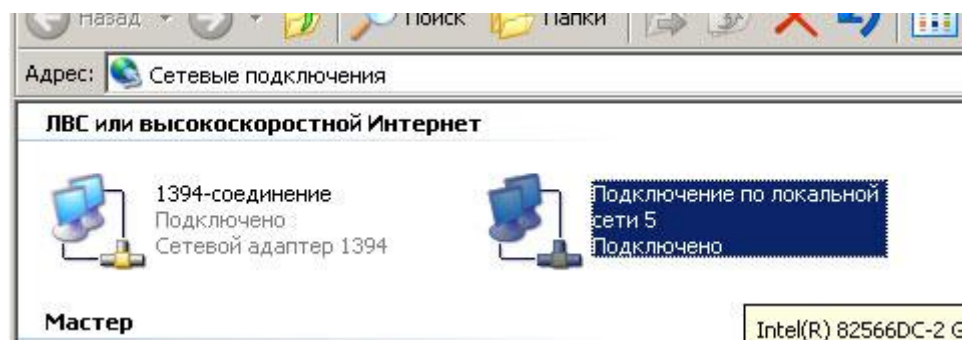 Назад Поиск Папки
Адрес: Сетевые подключения
ЛВС или высокоскоростной Интернет
1394-соединение
Подключено
Сетевой адаптер 1394
Подключение по локальной
сети 5
Подключено
Мастер
Intel(R) 82566DC-2 G